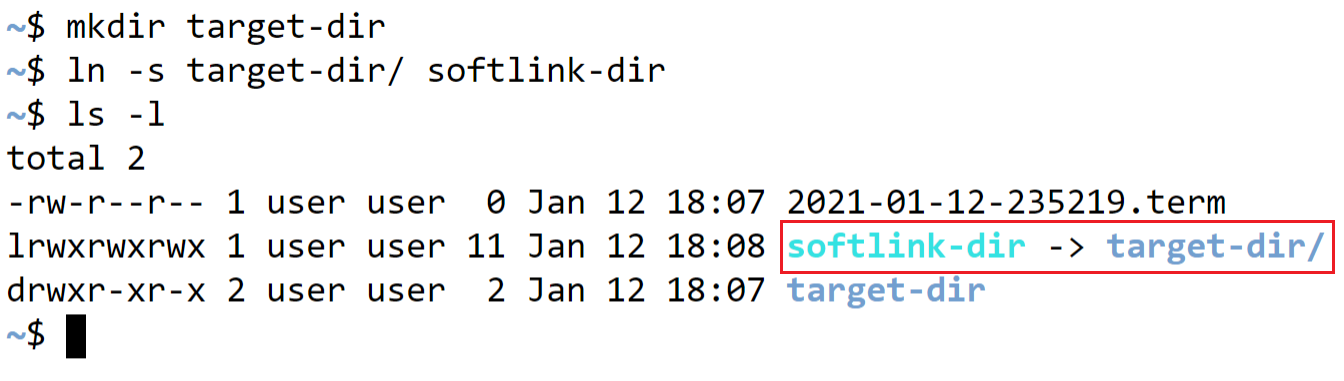 ~$ mkdir target-dir
~$ ln -s target-dir/ softlink-dir
~$ ls -l
total 2
-rw-r--r-- 1 user user  0 Jan 12 18:07 2021-01-12-235219.term
lrwxrwxrwx 1 user user 11 Jan 12 18:08 softlink-dir -> target-dir/
drwxr-xr-x 2 user user  2 Jan 12 18:07 target-dir
~$